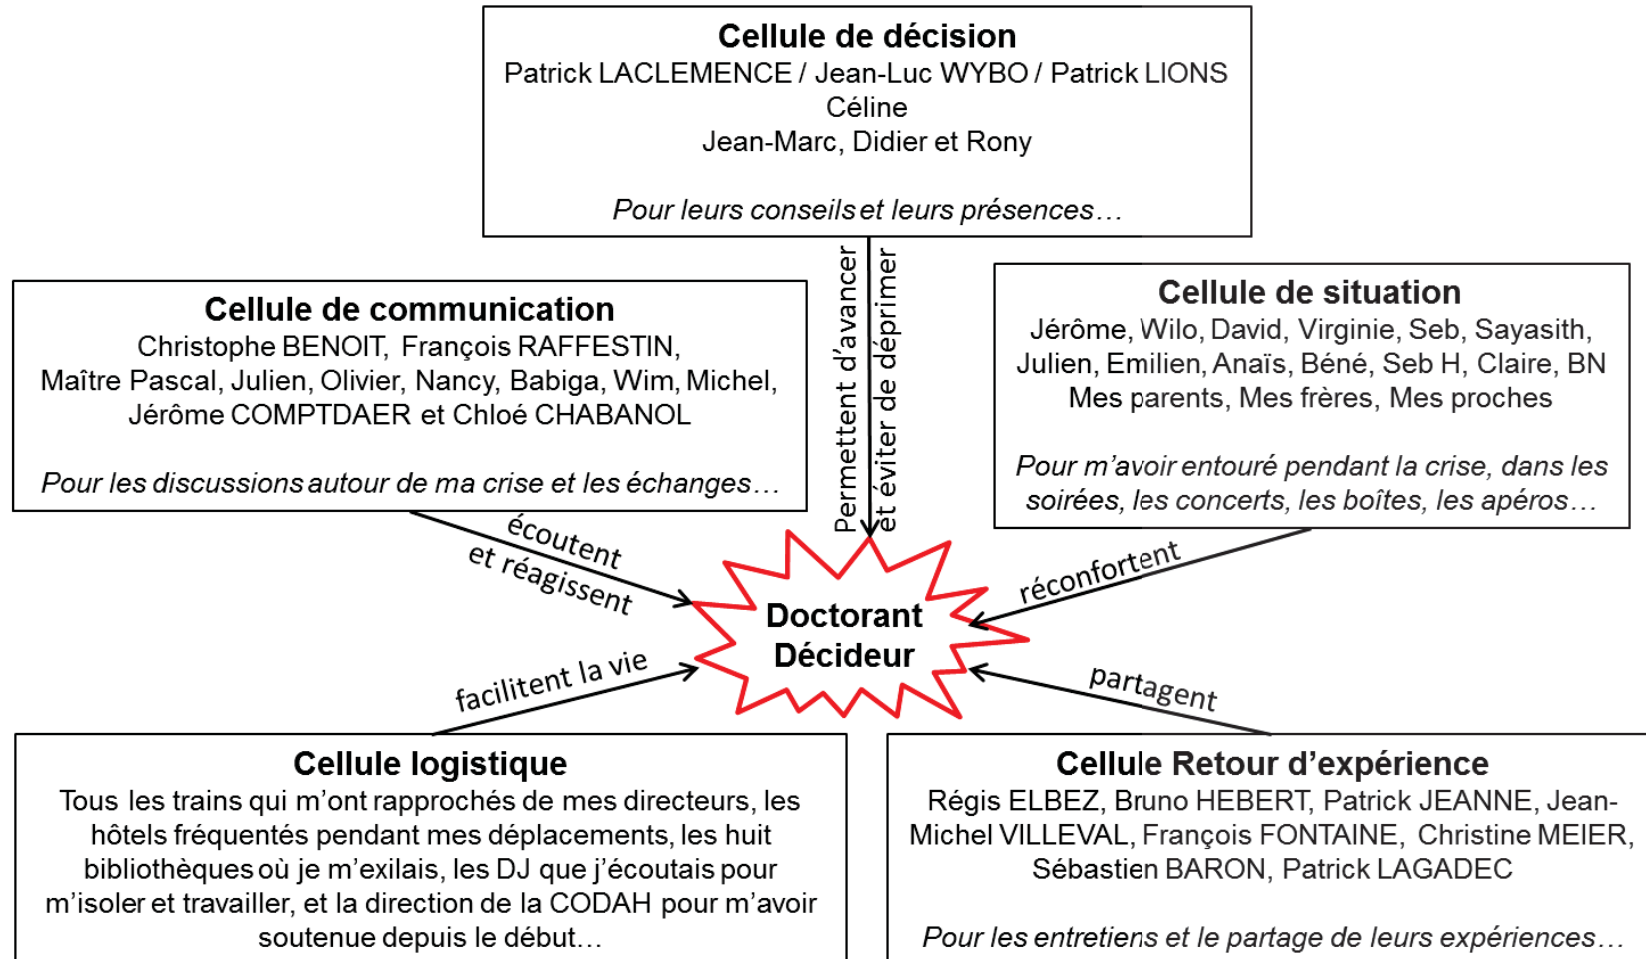 Cellule de décision
Patrick LACLEMENCE / Jean-Luc WYBO / Patrick LIONS
Céline
Jean-Marc, Didier et Rony
Pour leurs conseils et leurs présences…
Cellule de communication
Christophe BENOIT, François RAFFESTIN,
Maître Pascal, Julien, Olivier, Nancy, Babiga, Wim, Michel,
Jérôme COMPTDAER et Chloé CHABANOL
Pour les discussions autour de ma crise et les échanges…
Permettent d’avancer
et éviter de déprimer
Cellule de situation
Jérôme, Wilo, David, Virginie, Seb, Sayasith,
Julien, Emilien, Anaïs, Béné, Seb H, Claire, BN
Mes parents, Mes frères, Mes proches
Pour m’avoir entouré pendant la crise, dans les
soirées, les concerts, les boîtes, les apéros…
écoutent
et réagissent
réconfortent
Doctorant
Décideur
facilitent la vie
partagent
Cellule logistique
Tous les trains qui m’ont rapprochés de mes directeurs, les
hôtels fréquentés pendant mes déplacements, les huit
bibliothèques où je m’exilais, les DJ que j’écoutais pour
m’isoler et travailler, et la direction de la CODAH pour m’avoir
soutenue depuis le début…
Cellule Retour d’expérience
Régis ELBEZ, Bruno HEBERT, Patrick JEANNE, Jean-
Michel VILLEVAL, François FONTAINE, Christine MEIER,
Sébastien BARON, Patrick LAGADEC
Pour les entretiens et le partage de leurs expériences…